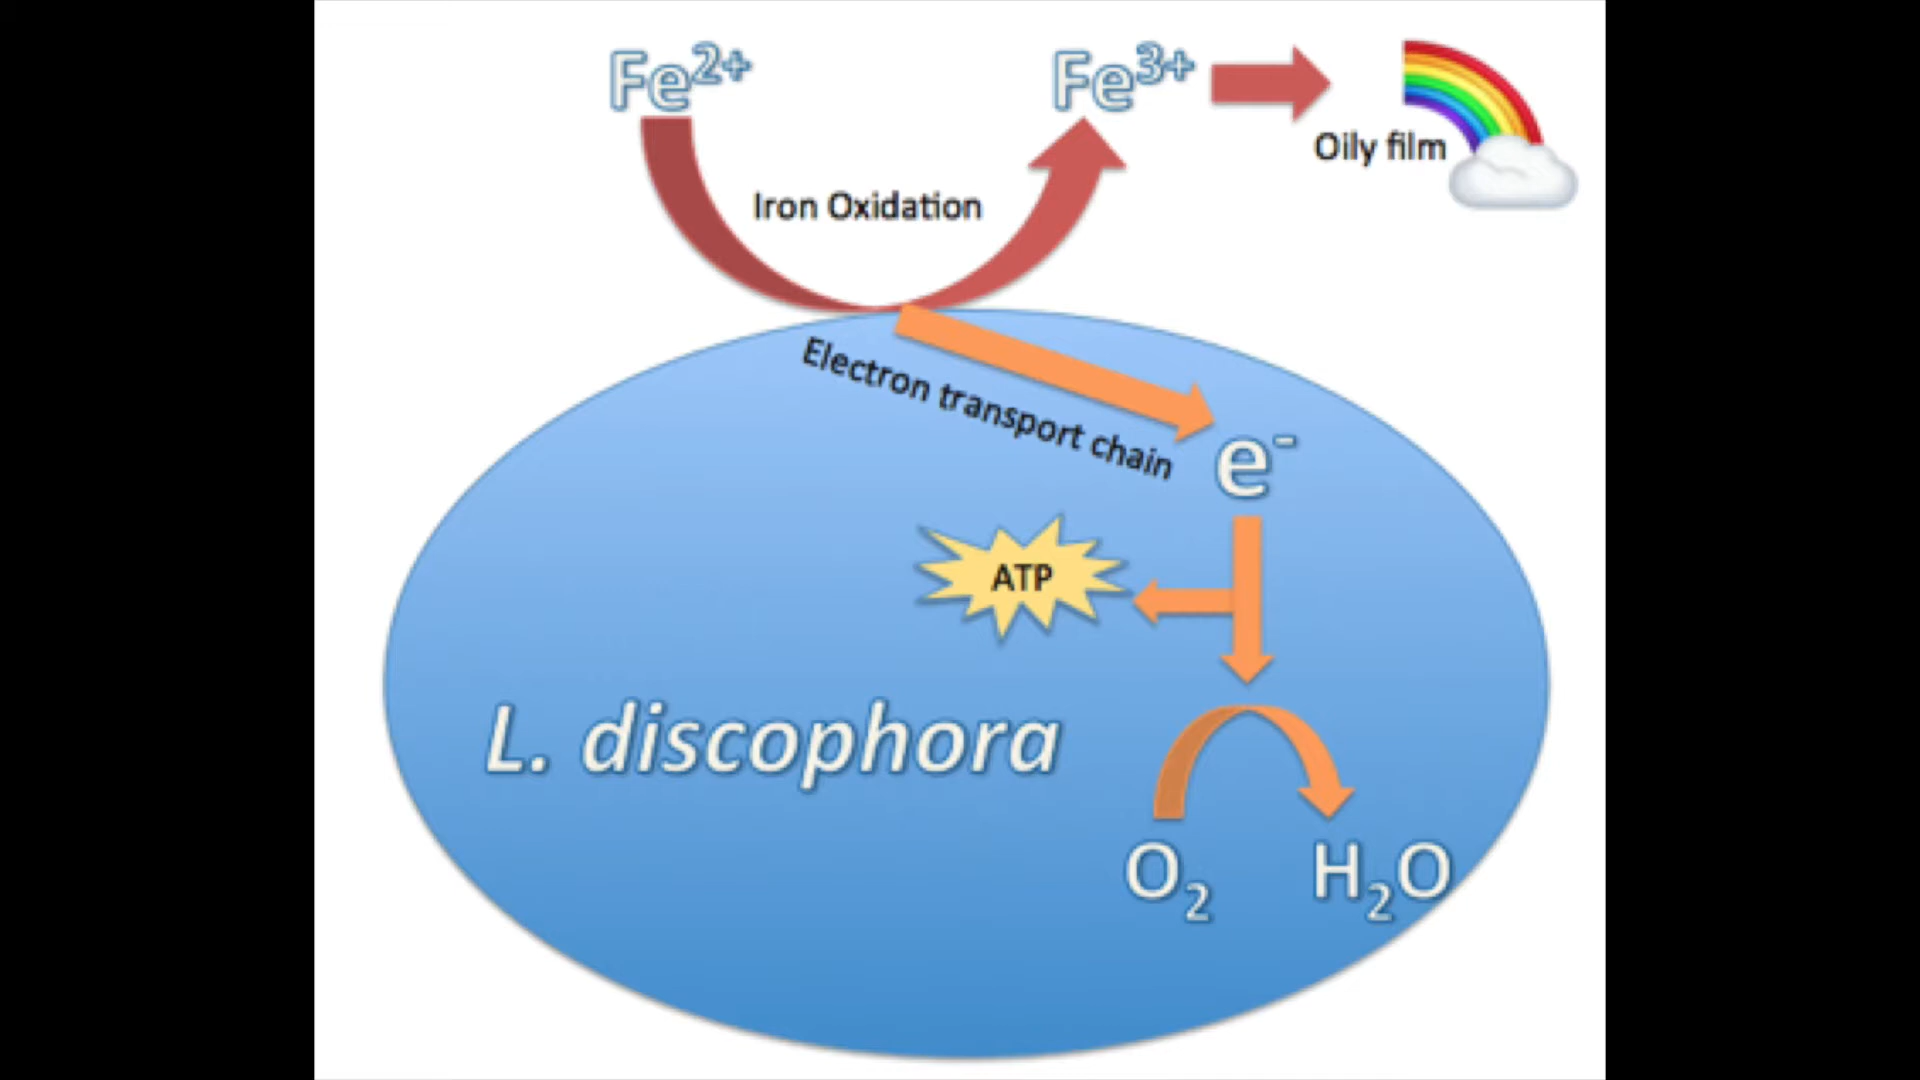 Fe²⁺
Fe³⁺
Oily film
Iron Oxidation
Electron transport chain
e⁻
ATP
L. discophora
O₂
H₂O